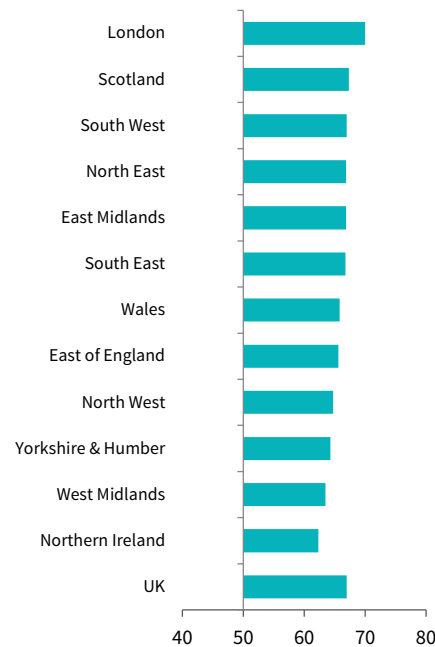 London
Scotland
South West
North East
East Midlands
South East
Wales
East of England
North West
Yorkshire & Humber
West Midlands
Northern Ireland
UK
40 50 60 70 80